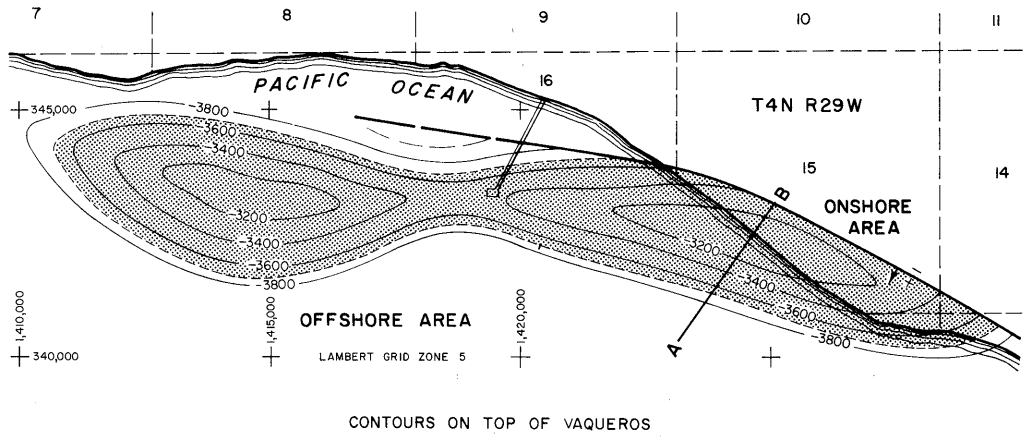 7 8 9 10 11
PACIFIC OCEAN
16
345,000
T4N R29W
-3800
-3600
-3400
15
14
B
-3200
ONSHORE
AREA
-3200
-3400
-3400
-3600
-3600
-3800
-3800
1,410,000
1,415,000
1,420,000
OFFSHORE AREA
A
340,000
LAMBERT GRID ZONE 5
CONTOURS ON TOP OF VAQUEROS